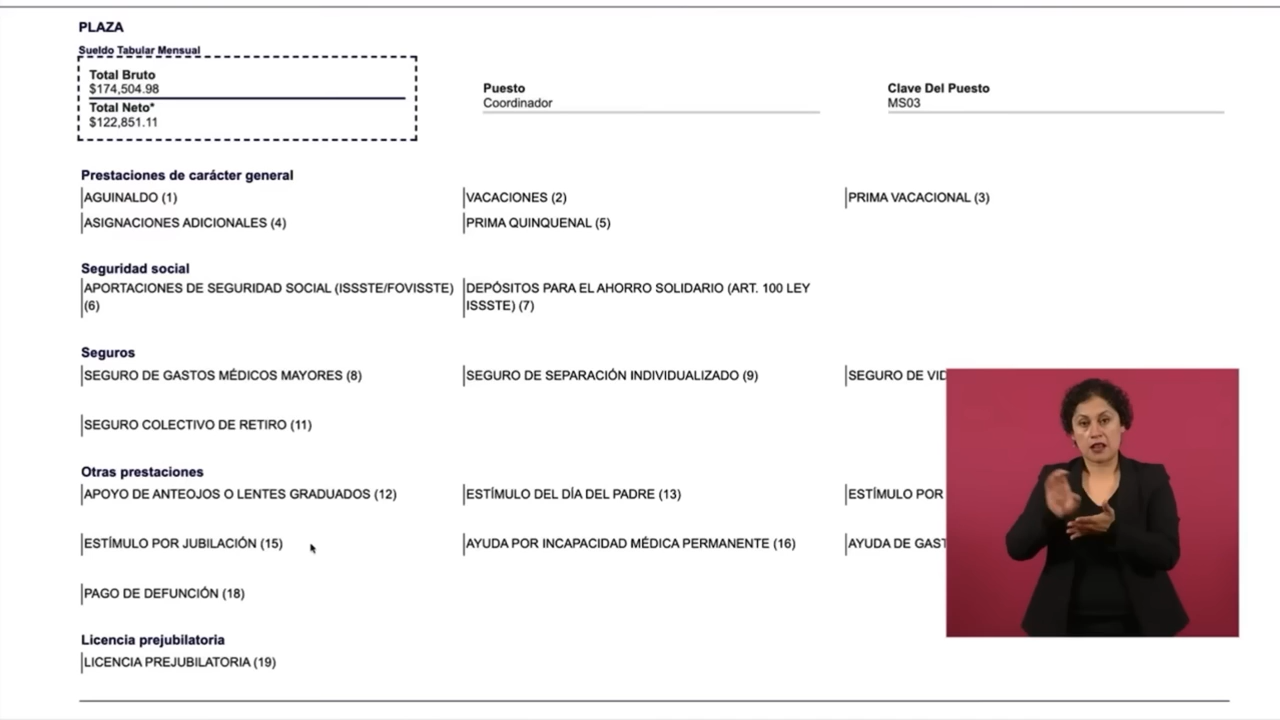 PLAZA
Sueldo Tabular Mensual
Total Bruto
$174,504.98
Total Neto*
$122,851.11
Puesto
Coordinador
Clave Del Puesto
MS03
Prestaciones de carácter general
AGUINALDO (1)
VACACIONES (2)
PRIMA VACACIONAL (3)
ASIGNACIONES ADICIONALES (4)
PRIMA QUINQUENAL (5)
Seguridad social
APORTACIONES DE SEGURIDAD SOCIAL (ISSSTE/FOVISSTE)
(6)
DEPÓSITOS PARA EL AHORRO SOLIDARIO (ART. 100 LEY
ISSSTE) (7)
Seguros
SEGURO DE GASTOS MÉDICOS MAYORES (8)
SEGURO DE SEPARACIÓN INDIVIDUALIZADO (9)
SEGURO DE
SEGURO COLECTIVO DE RETIRO (11)
Otras prestaciones
APOYO DE ANTEOJOS O LENTES GRADUADOS (12)
ESTÍMULO DEL DÍA DEL PADRE (13)
ESTÍMULO POR
ESTÍMULO POR JUBILACIÓN (15)
AYUDA POR INCAPACIDAD MÉDICA PERMANENTE (16)
AYUDA DE
PAGO DE DEFUNCIÓN (18)
Licencia prejubilatoria
LICENCIA PREJUBILATORIA (19)